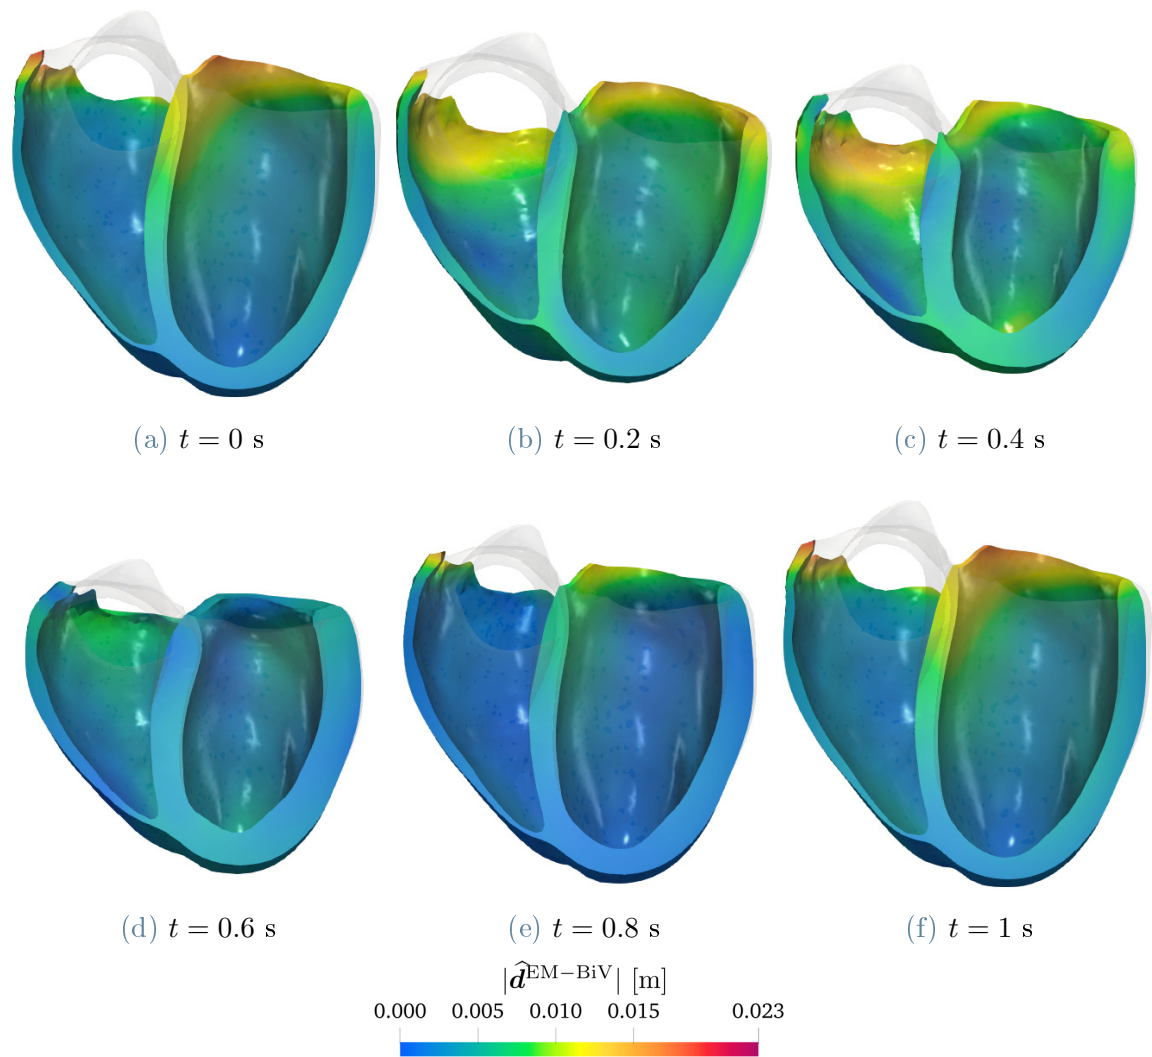 (a) t = 0 s
(b) t = 0.2 s
(c) t = 0.4 s
(d) t = 0.6 s
(e) t = 0.8 s
(f) t = 1 s
|d̂^EM−BiV| [m]
0.000 0.005 0.010 0.015 0.023